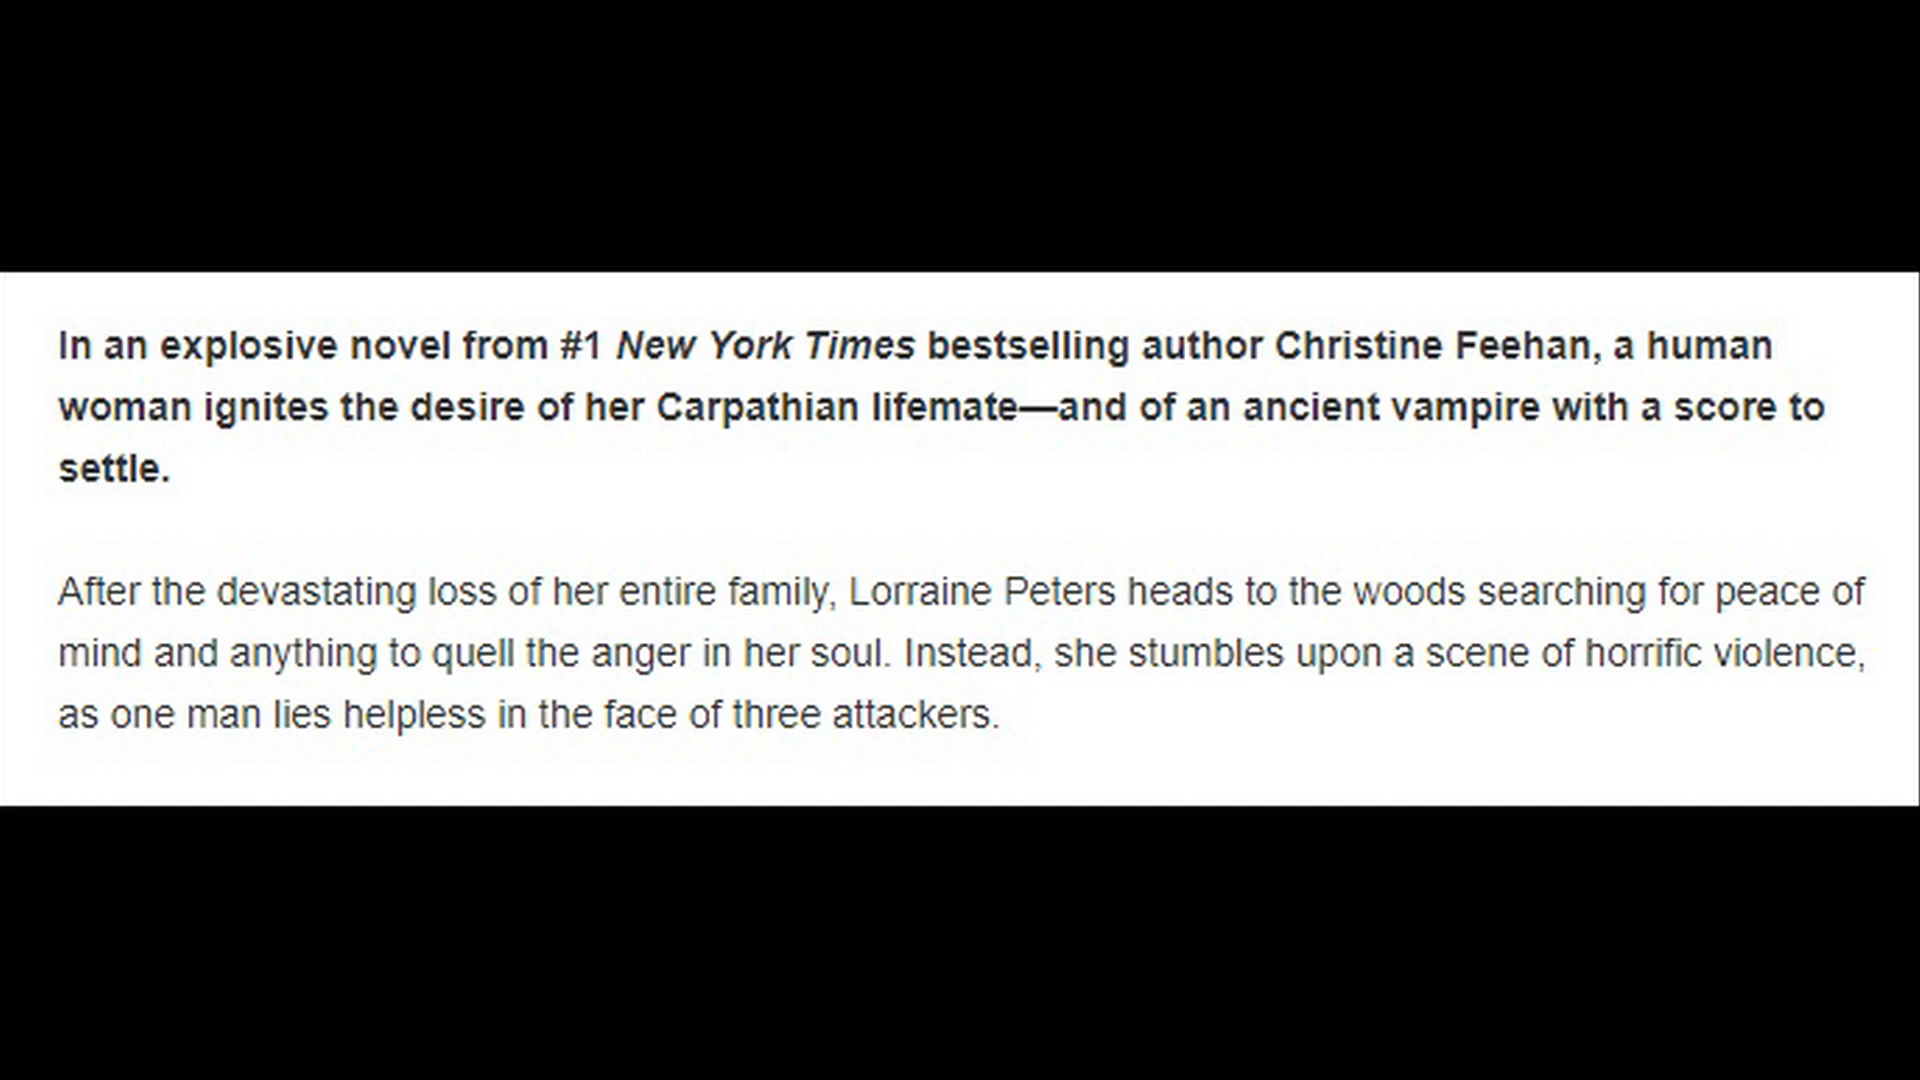 In an explosive novel from #1 New York Times bestselling author Christine Feehan, a human
woman ignites the desire of her Carpathian lifemate—and of an ancient vampire with a score to
settle.
After the devastating loss of her entire family, Lorraine Peters heads to the woods searching for peace of
mind and anything to quell the anger in her soul. Instead, she stumbles upon a scene of horrific violence,
as one man lies helpless in the face of three attackers.